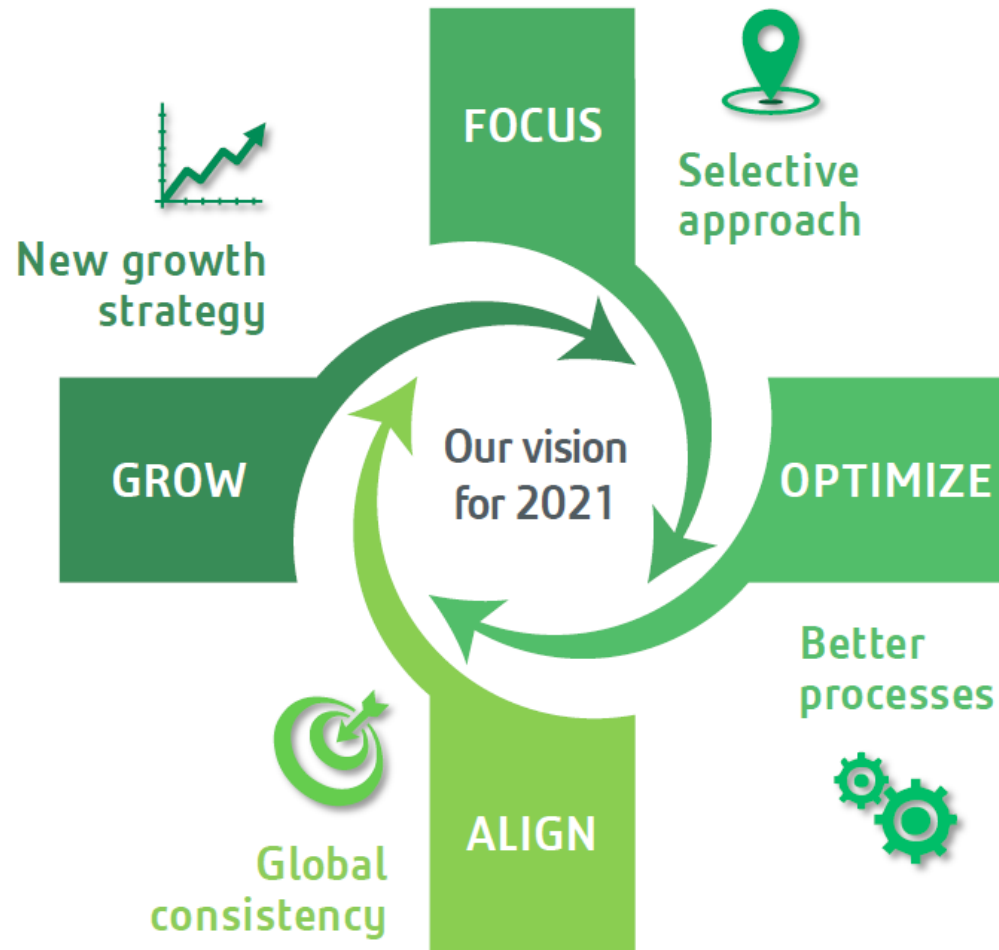 FOCUS
Selective
approach
New growth
strategy
GROW
Our vision
for 2021
OPTIMIZE
Better
processes
ALIGN
Global
consistency